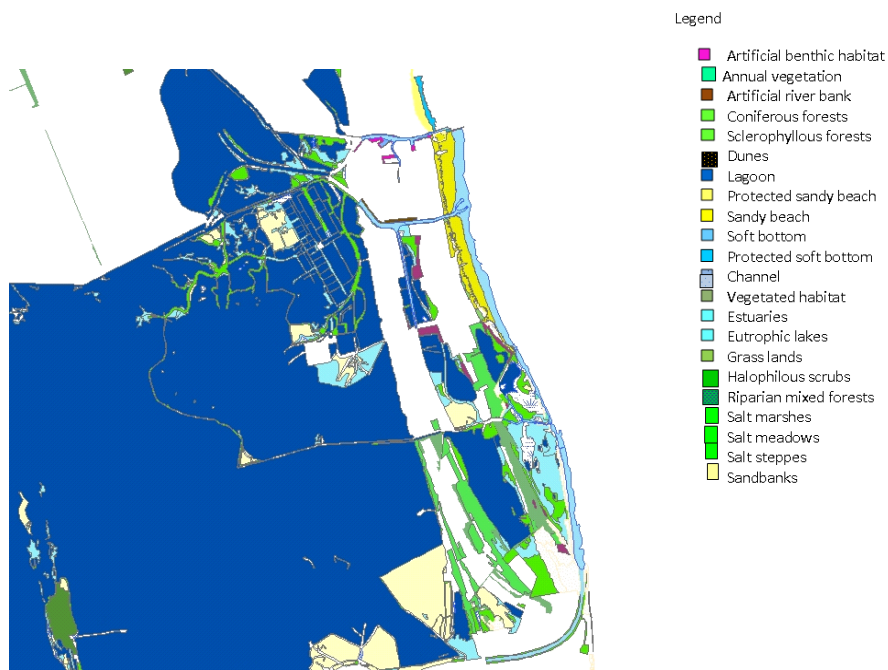 Legend
Artificial benthic habitat
Annual vegetation
Artificial river bank
Coniferous forests
Sclerophyllous forests
Dunes
Lagoon
Protected sandy beach
Sandy beach
Soft bottom
Protected soft bottom
Channel
Vegetated habitat
Estuaries
Eutrophic lakes
Grass lands
Halophilous scrubs
Riparian mixed forests
Salt marshes
Salt meadows
Salt steppes
Sandbanks